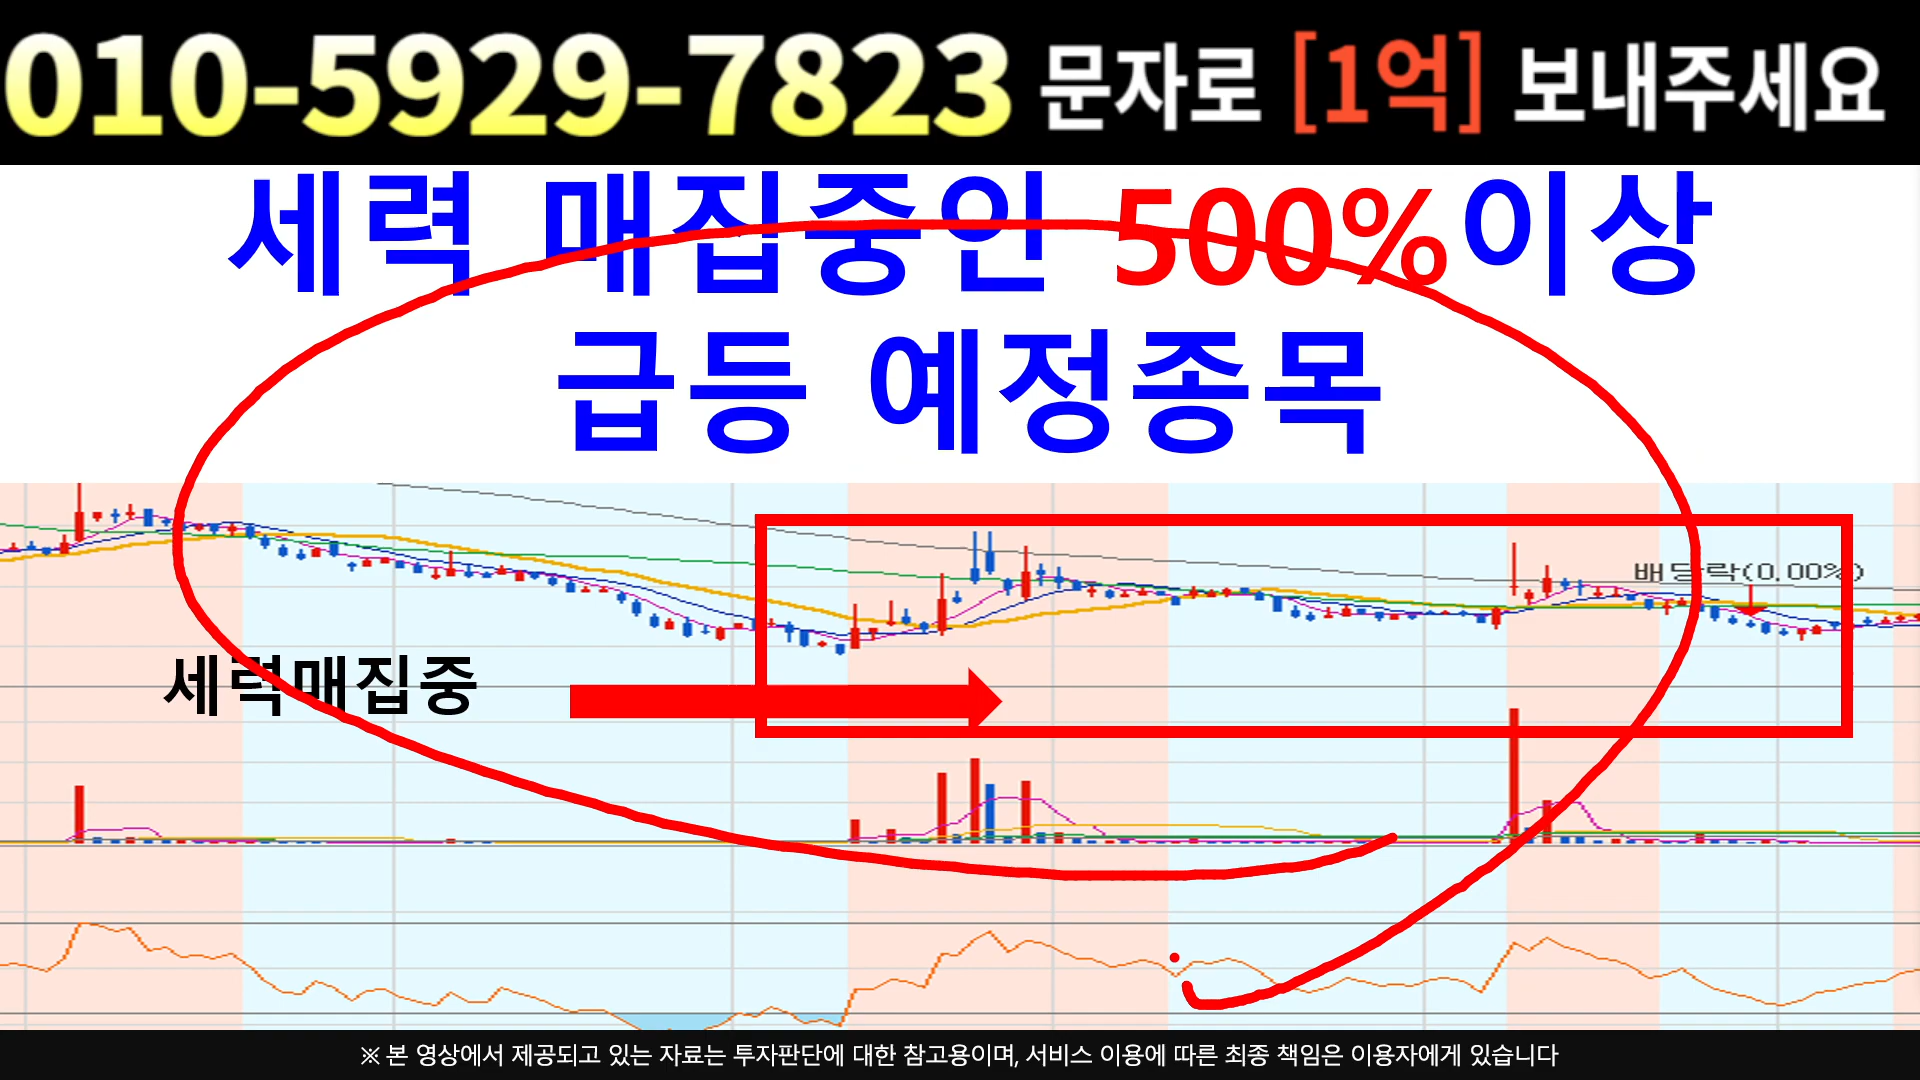 010-5929-7823 문자로 [1억] 보내주세요
세력 매집중인 500%이상
급등 예정종목
배당락(0.00%)
세력매집중
※ 본 영상에서 제공되고 있는 자료는 투자판단에 대한 참고용이며, 서비스 이용에 따른 최종 책임은 이용자에게 있습니다